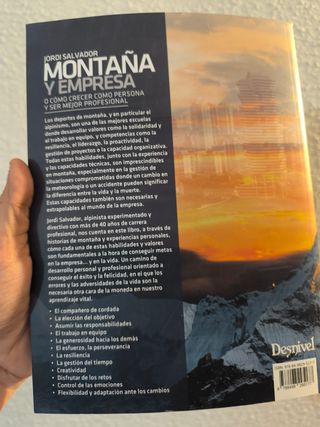 JORDI SALVADOR
MONTAÑA
Y EMPRESA
O CÓMO CRECER COMO PERSONA
Y SER MEJOR PROFESIONAL
Los deportes de montaña, y en particular el
alpinismo, son una de las mejores escuelas
donde desarrollar valores como la solidaridad y
el trabajo en equipo, y competencias como la
resiliencia, el liderazgo, la proactividad, la
gestión de proyectos o la capacidad organizativa.
Todas estas habilidades, junto con la experiencia
y las capacidades técnicas, son imprescindibles
en montaña, especialmente en la gestión de
situaciones comprometidas donde un cambio en
la meteorología o un accidente pueden significar
la diferencia entre la vida y la muerte.
Estas capacidades también son necesarias y
extrapolables al mundo de la empresa.
Jordi Salvador, alpinista experimentado y
directivo con más de 40 años de carrera
profesional, nos cuenta en este libro, a través de
historias de montaña y experiencias personales,
cómo cada una de estas habilidades y valores
son fundamentales a la hora de conseguir metos
en la empresa... y en la vida. Un camino de
desarrollo personal y profesional orientado a
conseguir el éxito y la felicidad, en el que los
errores y las adversidades de la vida son la
necesaria otra cara de la moneda en nuestro
aprendizaje vital.
• El compañero de cordada
• La elección del objetivo
• Asumir las responsabilidades
• El trabajo en equipo
• La generosidad hacia los demás
• El esfuerzo, la perseverancia
• La resiliencia
• La gestión del tiempo
• Creatividad
• Disfrutar de los retos
• Control de las emociones
• Flexibilidad y adaptación ante los cambios
Desnivel